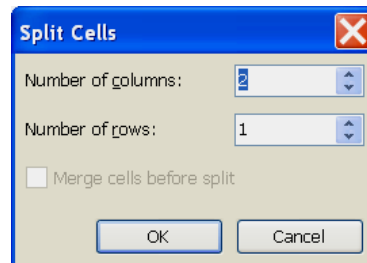 Split Cells
Number of columns: 2
Number of rows: 1
Merge cells before split
OK Cancel